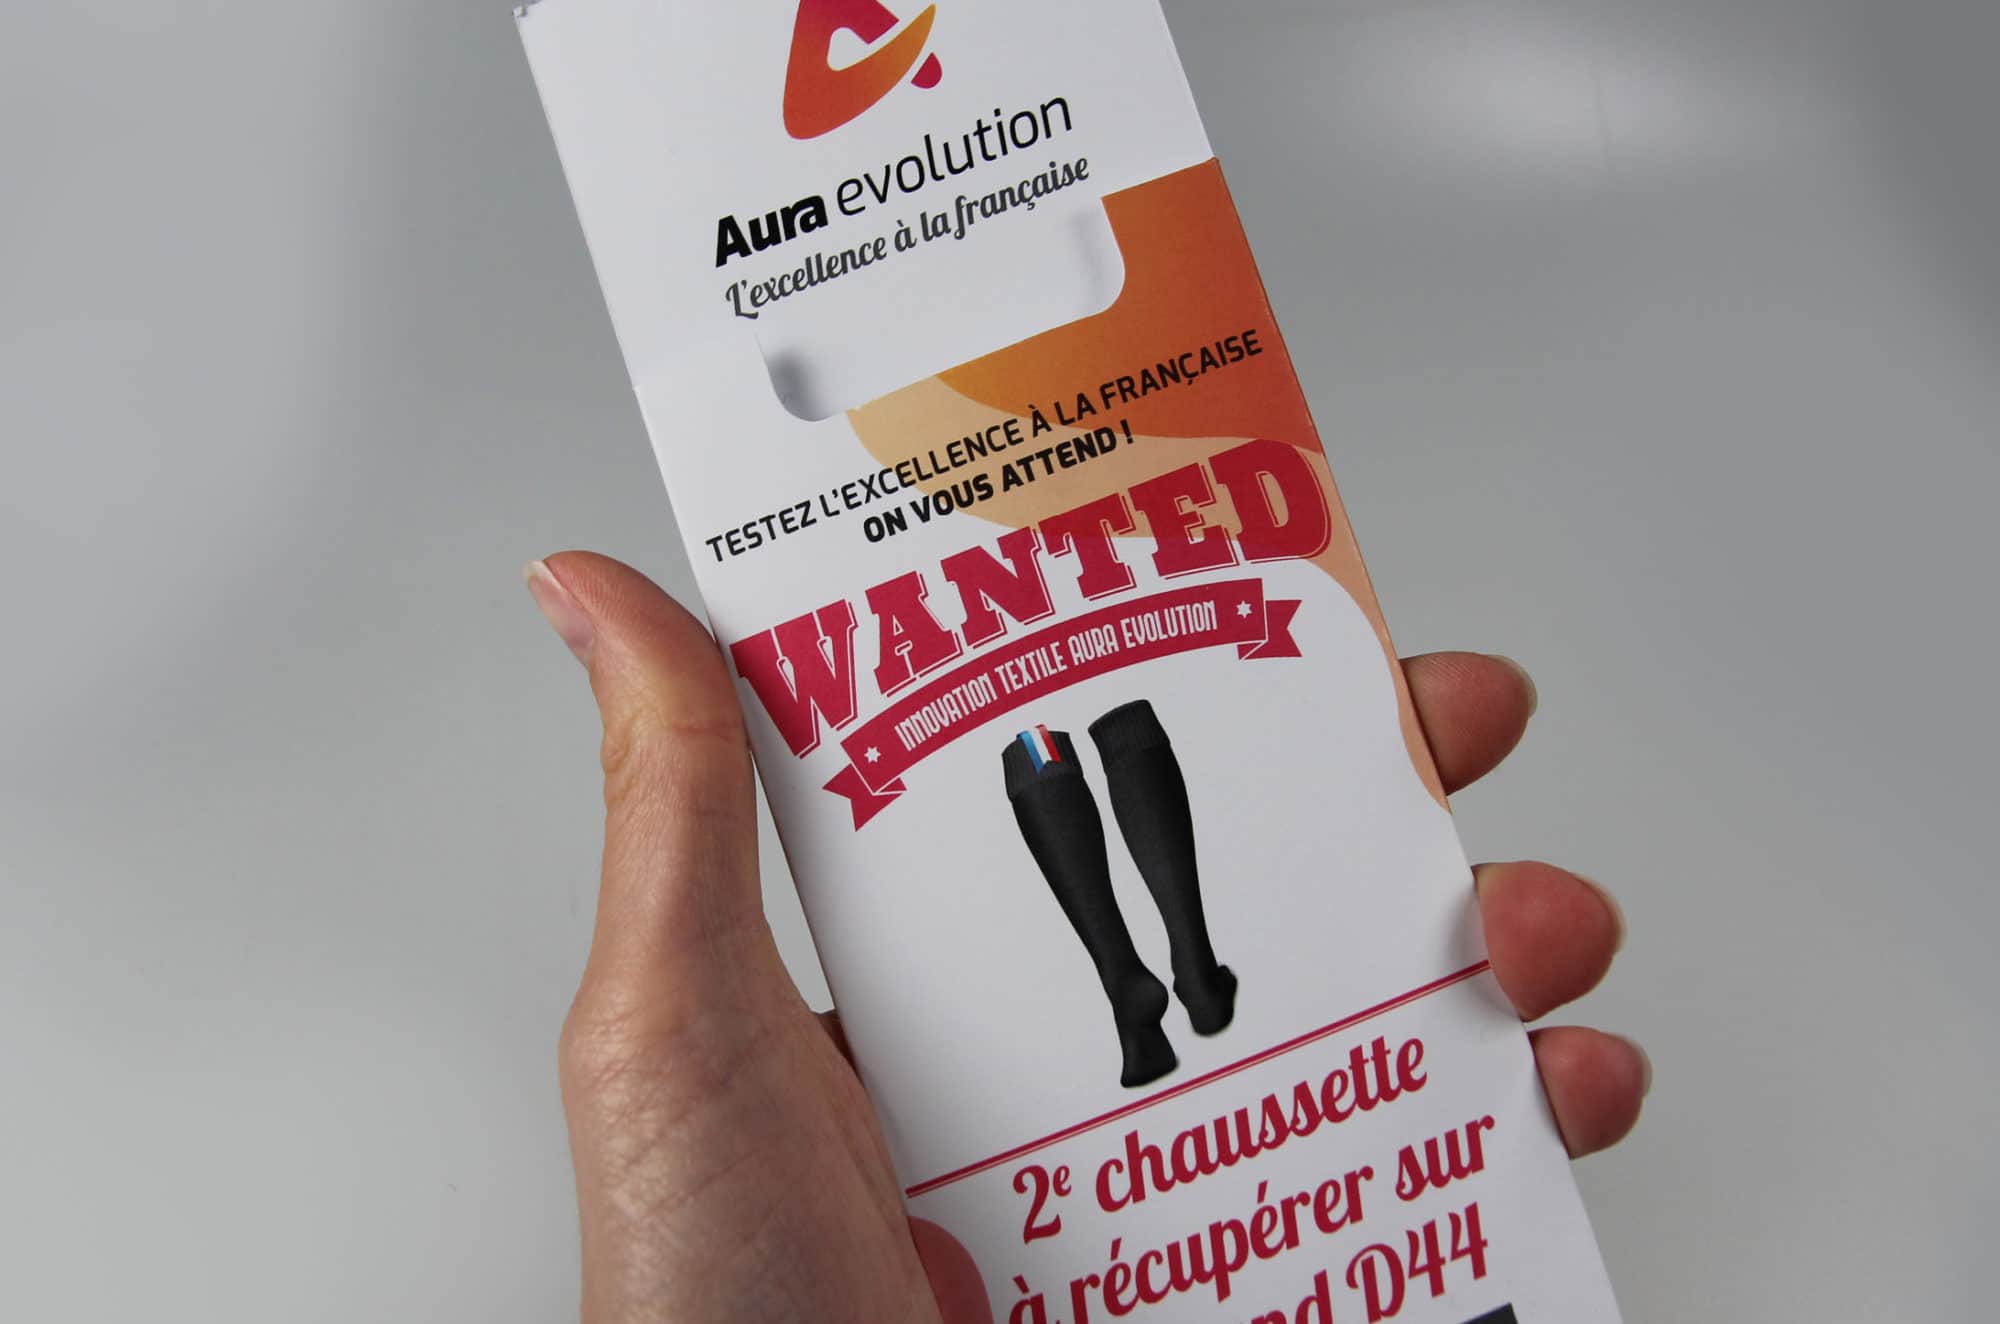 Aura evolution
L'excellence à la française
TESTEZ L'EXCELLENCE À LA FRANÇAISE
ON VOUS ATTEND !
WANTED
INNOVATION TEXTILE AURA EVOLUTION
2e chaussette
à récupérer sur
D44